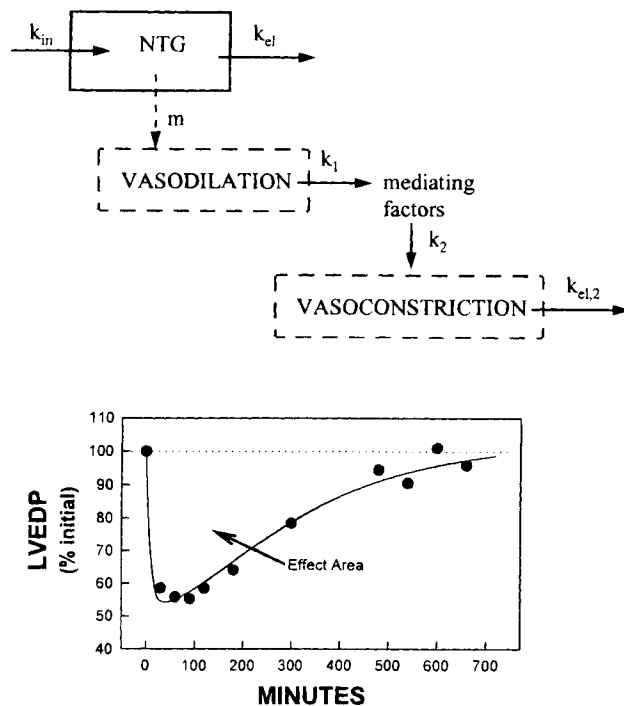 k_in NTG k_el
m
VASODILATION k_1 mediating
factors
k_2
VASOCONSTRICTION k_el,2
110
100
90
80
70
60
50
40
LVEDP
(% initial)
Effect Area
0 100 200 300 400 500 600 700
MINUTES